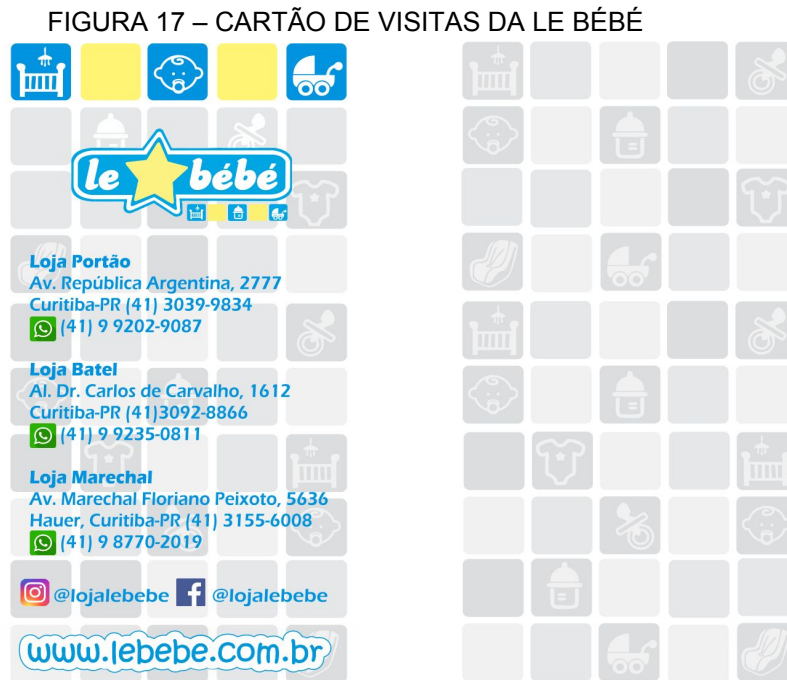 FIGURA 17 – CARTÃO DE VISITAS DA LE BÉBÉ
le bébé
Loja Portão
Av. República Argentina, 2777
Curitiba-PR (41) 3039-9834
(41) 9 9202-9087
Loja Batel
Al. Dr. Carlos de Carvalho, 1612
Curitiba-PR (41)3092-8866
(41) 9 9235-0811
Loja Marechal
Av. Marechal Floriano Peixoto, 5636
Hauer, Curitiba-PR (41) 3155-6008
(41) 9 8770-2019
@lojalebebe @lojalebebe
www.lebebe.com.br